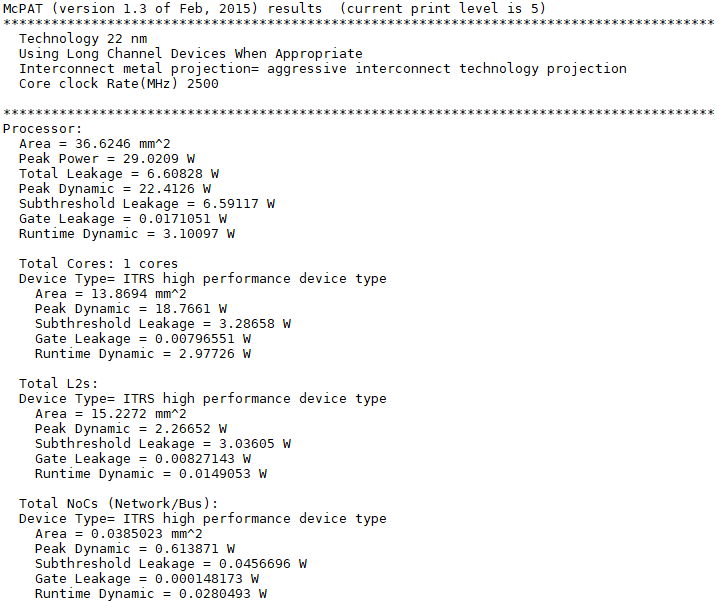 McPAT (version 1.3 of Feb, 2015) results  (current print level is 5)
*****************************************************************************************
  Technology 22 nm
  Using Long Channel Devices When Appropriate
  Interconnect metal projection= aggressive interconnect technology projection
  Core clock Rate(MHz) 2500
*****************************************************************************************
Processor:
  Area = 36.6246 mm^2
  Peak Power = 29.0209 W
  Total Leakage = 6.60828 W
  Peak Dynamic = 22.4126 W
  Subthreshold Leakage = 6.59117 W
  Gate Leakage = 0.0171051 W
  Runtime Dynamic = 3.10097 W
  Total Cores: 1 cores
  Device Type= ITRS high performance device type
    Area = 13.8694 mm^2
    Peak Dynamic = 18.7661 W
    Subthreshold Leakage = 3.28658 W
    Gate Leakage = 0.00796551 W
    Runtime Dynamic = 2.97726 W
  Total L2s:
  Device Type= ITRS high performance device type
    Area = 15.2272 mm^2
    Peak Dynamic = 2.26652 W
    Subthreshold Leakage = 3.03605 W
    Gate Leakage = 0.00827143 W
    Runtime Dynamic = 0.0149053 W
  Total NoCs (Network/Bus):
  Device Type= ITRS high performance device type
    Area = 0.0385023 mm^2
    Peak Dynamic = 0.613871 W
    Subthreshold Leakage = 0.0456696 W
    Gate Leakage = 0.000148173 W
    Runtime Dynamic = 0.0280493 W